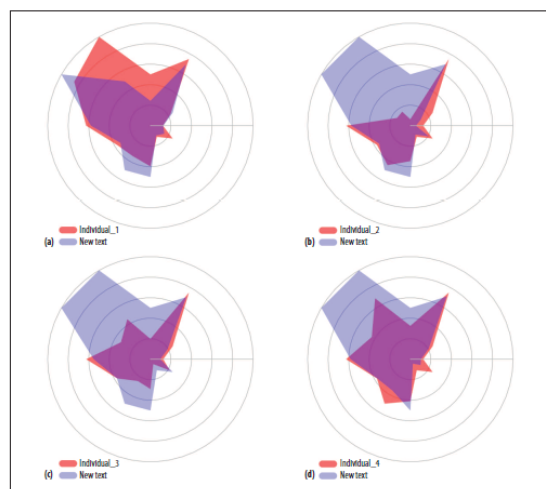 (a)
Individual_1
New text
(b)
Individual_2
New text
(c)
Individual_3
New text
(d)
Individual_4
New text